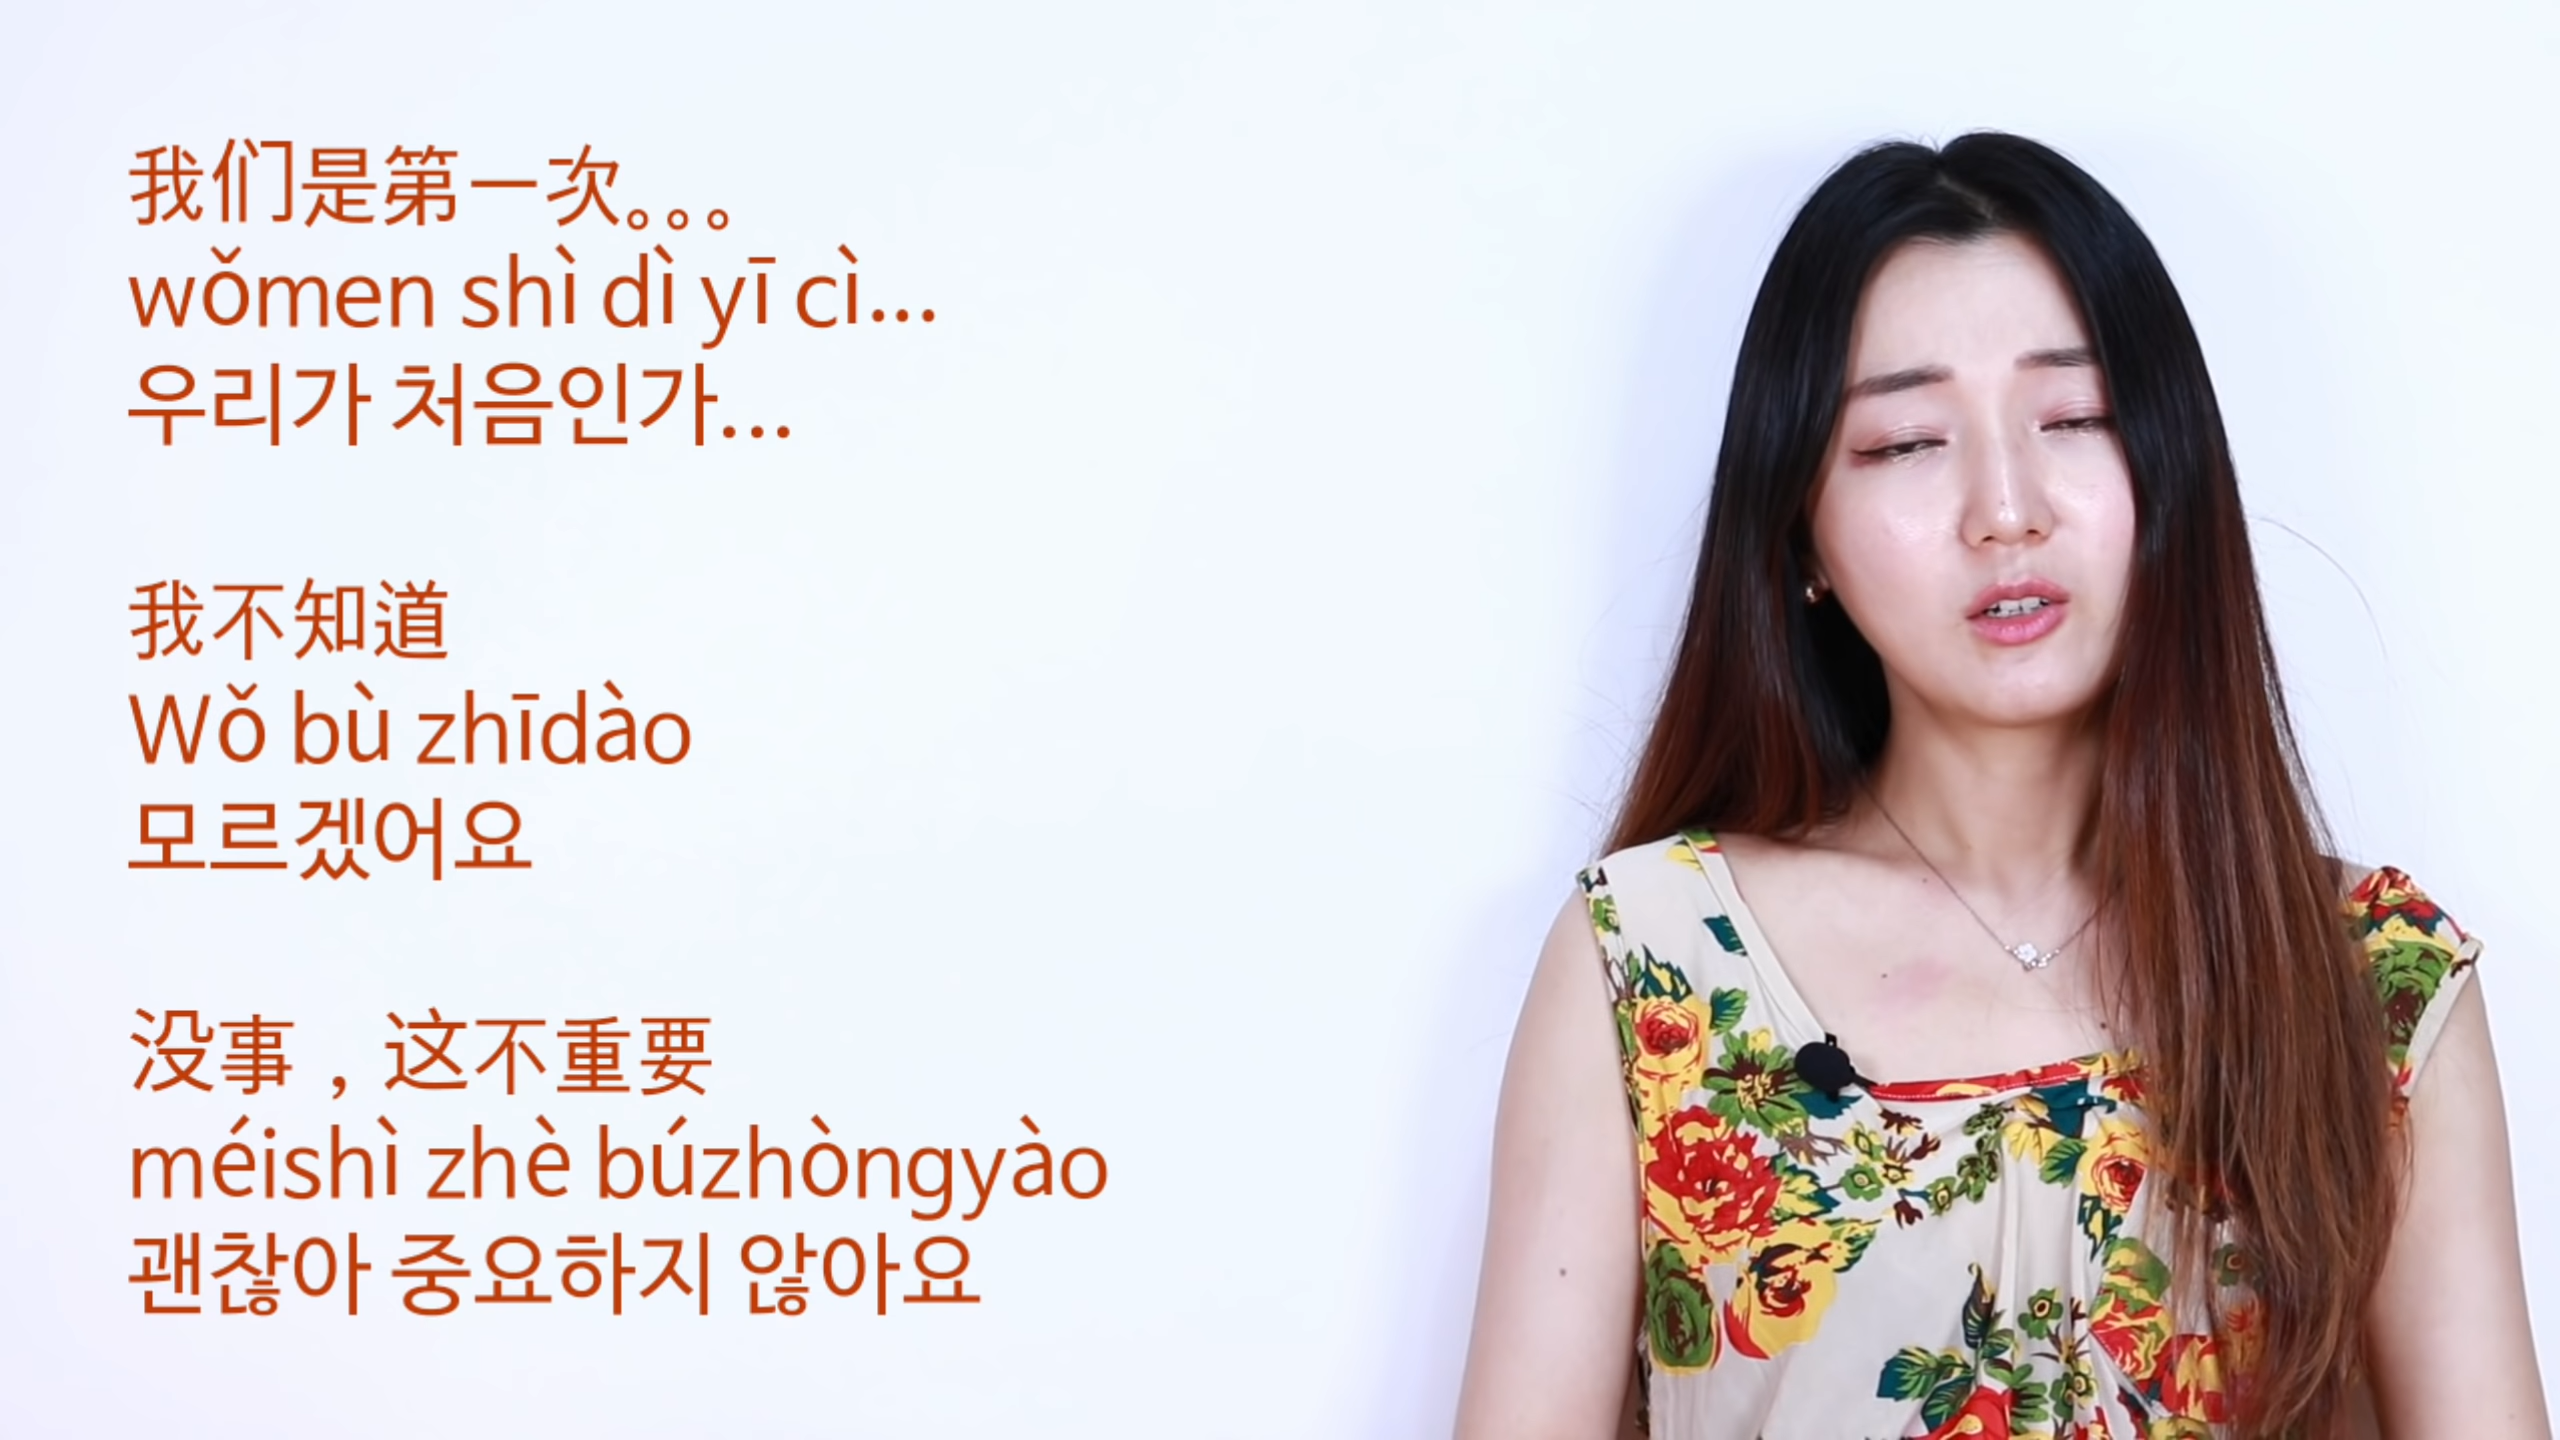 我们是第一次。。。
wǒmen shì dì yī cì...
우리가 처음인가...
我不知道
Wǒ bù zhīdào
모르겠어요
没事，这不重要
méishì zhè búzhòngyào
괜찮아 중요하지 않아요